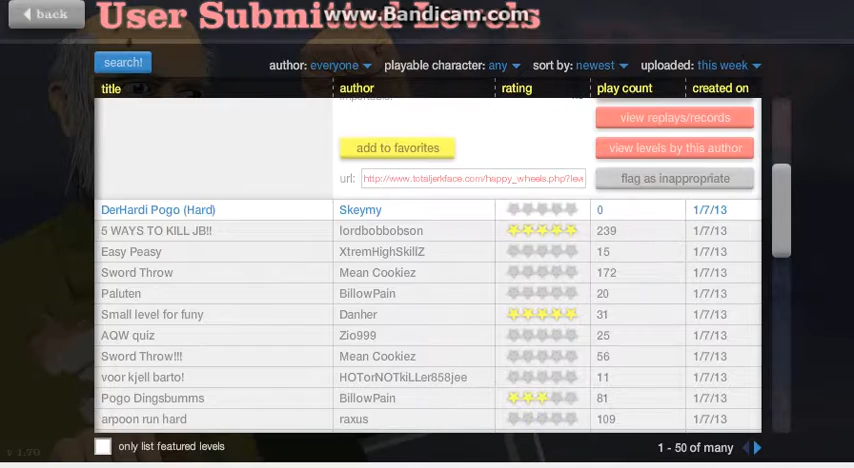 back
User Submitted Levels
www.Bandicam.com
search!
author: everyone playable character: any sort by: newest uploaded: this week
title author rating play count created on
view replays/records
add to favorites view levels by this author
url: http://www.totaljerkface.com/happy_wheels.php?leve flag as inappropriate
DerHardi Pogo (Hard) Skeymy 0 1/7/13
5 WAYS TO KILL JB!! lordbobbobson 239 1/7/13
Easy Peasy XtremHighSkillZ 15 1/7/13
Sword Throw Mean Cookiez 172 1/7/13
Paluten BillowPain 20 1/7/13
Small level for funy Danher 31 1/7/13
AQW quiz Zio999 25 1/7/13
Sword Throw!!! Mean Cookiez 56 1/7/13
voor kjell barto! HOTorNOTkiLLer858jee 11 1/7/13
Pogo Dingsbumms BillowPain 81 1/7/13
arpoon run hard raxus 109 1/7/13
only list featured levels 1 - 50 of many
v 1.70